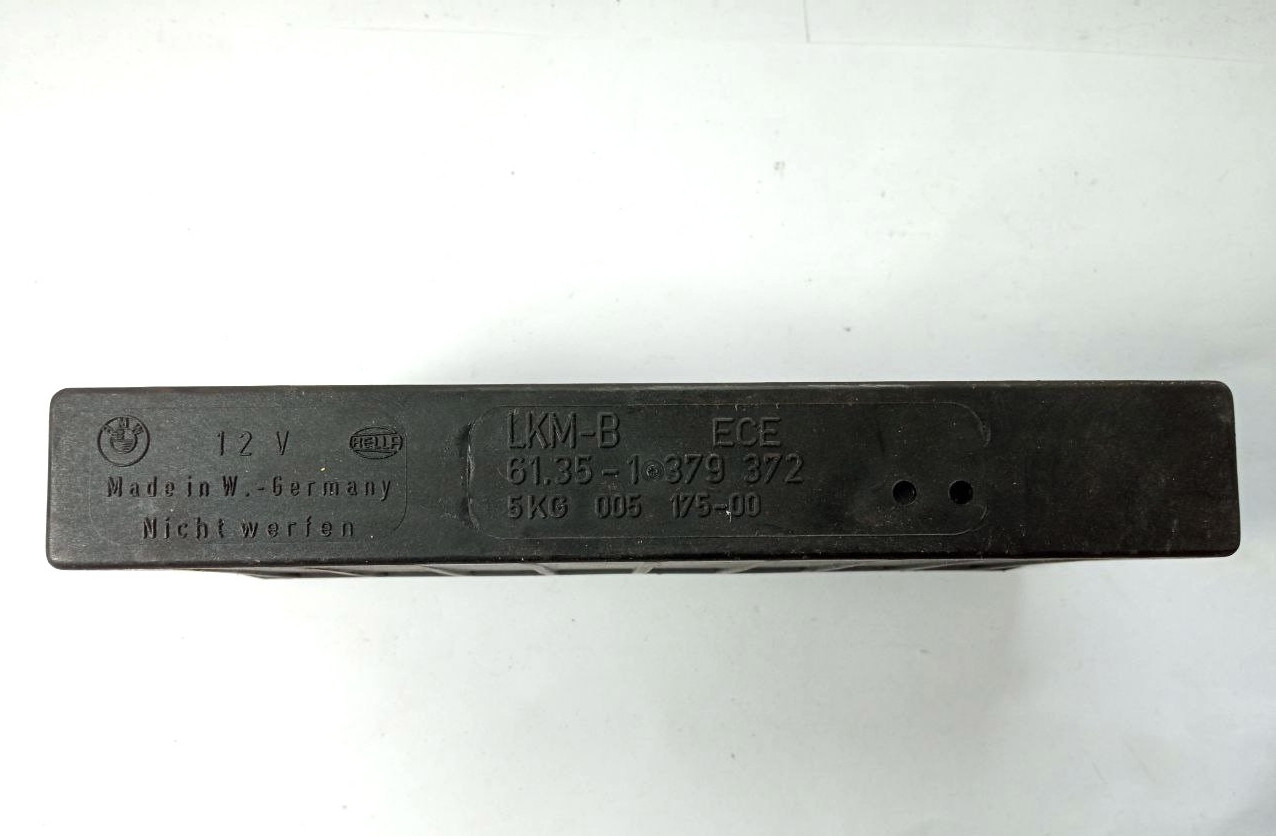 BMW
12 V
HELLA
Made in W.-Germany
Nicht werfen
LKM-B ECE
61.35-1 379 372
5KG 005 175-00